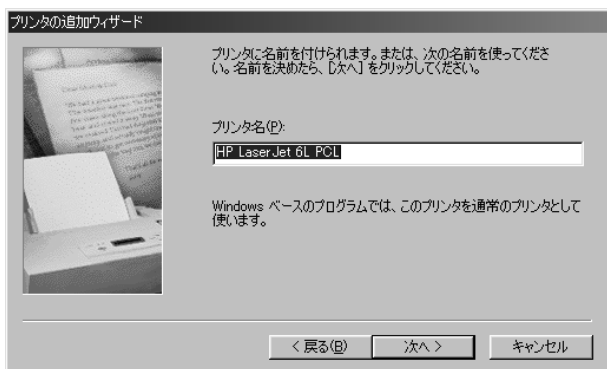 プリンタの追加ウィザード
プリンタに名前を付けられます。または、次の名前を使ってくださ
い。名前を決めたら、[次へ] をクリックしてください。
プリンタ名(P):
HP LaserJet 6L PCL
Windows ベースのプログラムでは、このプリンタを通常のプリンタとして
使います。
< 戻る(B)
次へ >
キャンセル